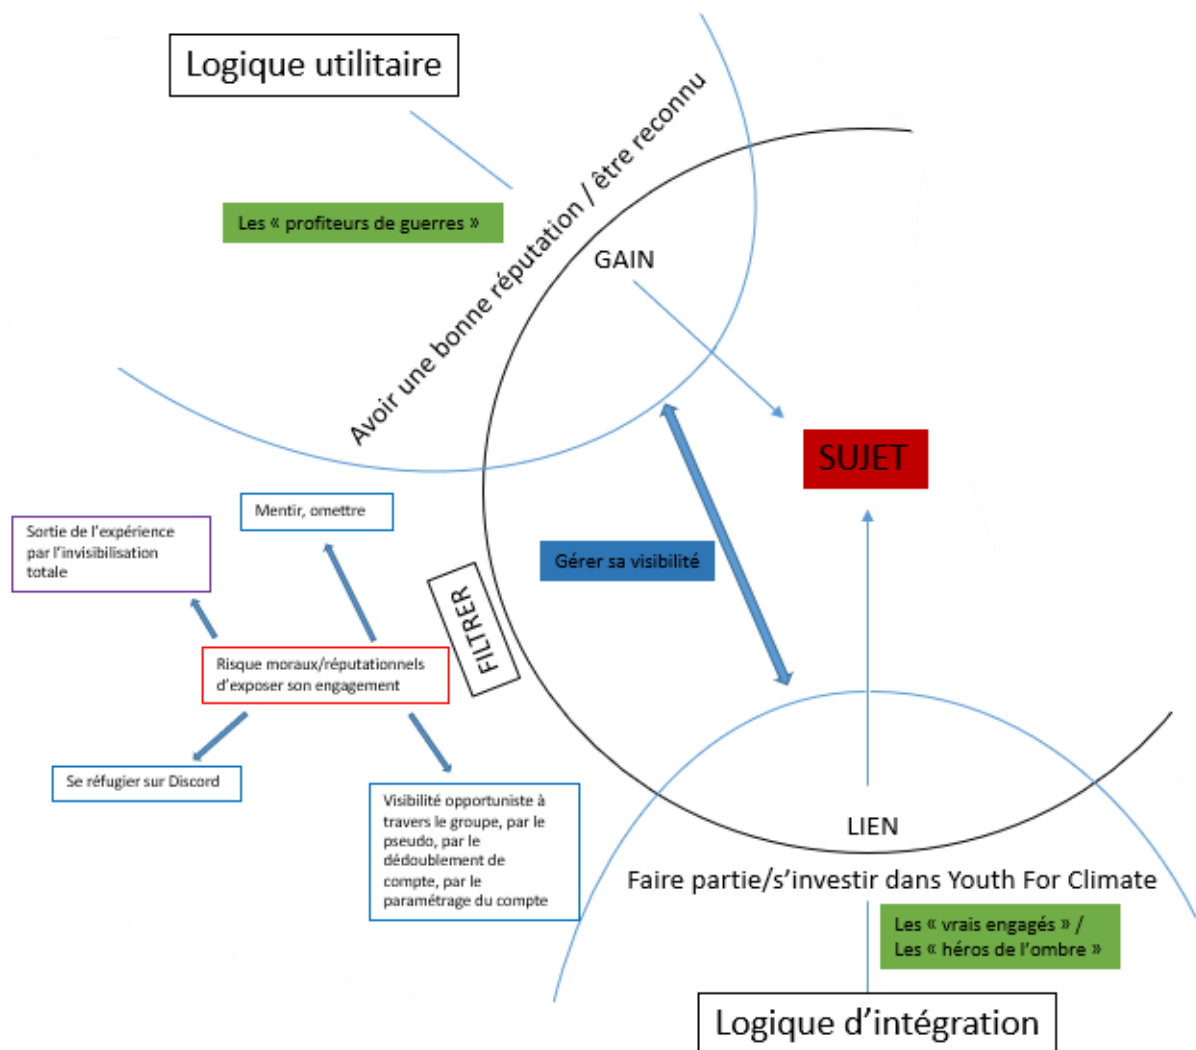 Logique utilitaire
Avoir une bonne réputation / être reconnu
Les « profiteurs de guerres »
GAIN
SUJET
Mentir, omettre
Sortie de l'expérience
par l'invisibilisation
totale
Gérer sa visibilité
FILTRER
Risque moraux/réputationnels
d'exposer son engagement
Se réfugier sur Discord
Visibilité opportuniste à
travers le groupe, par le
pseudo, par le
dédoublement de
compte, par le
paramétrage du compte
LIEN
Faire partie/s'investir dans Youth For Climate
Les « vrais engagés » /
Les « héros de l'ombre »
Logique d'intégration